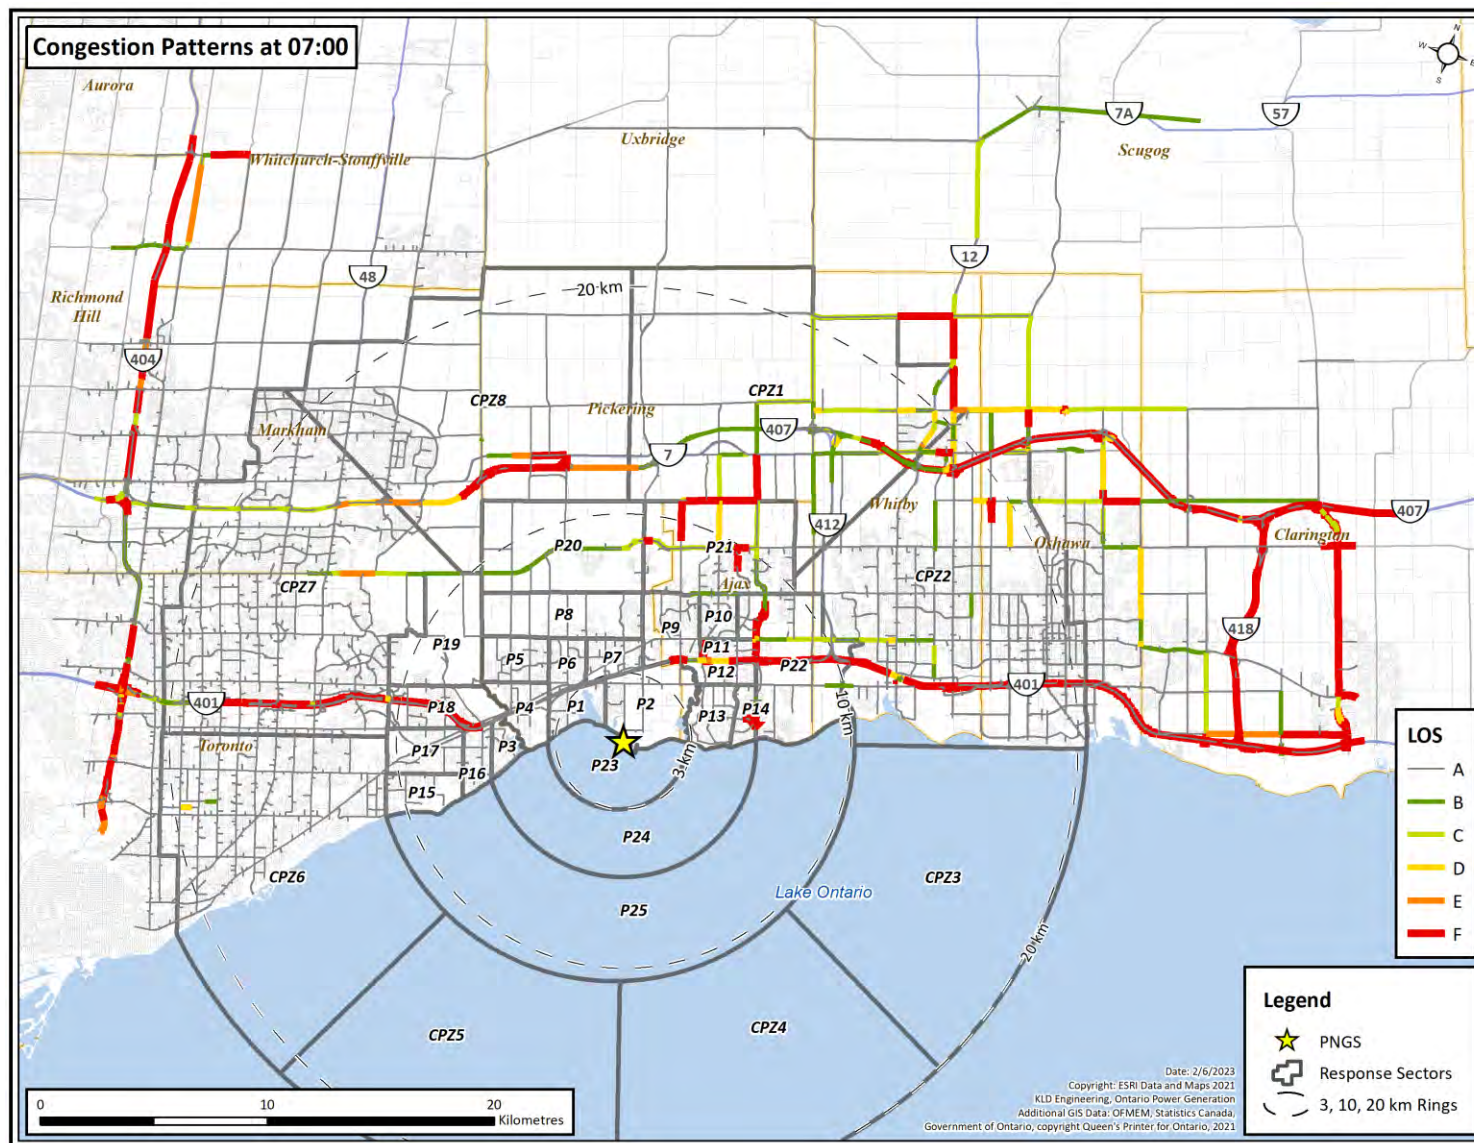 Congestion Patterns at 07:00
N
W
E
S
Aurora
7A
57
Uxbridge
Scugog
Whitchurch-Stouffville
12
48
20 km
Richmond
Hill
404
CPZ8
CPZ1
Pickering
Markham
407
7
412
Whitby
407
Clarington
Oshawa
P20
P21
CPZ7
Ajax
CPZ2
P8
P10
P9
418
P19
P11
P5
P6
P7
P12
P22
401
P18
P4
P1
P2
P14
10 km
401
P13
Toronto
P17
P3
P23
3 km
P16
P15
P24
CPZ6
CPZ3
Lake Ontario
P25
20 km
CPZ5
CPZ4
LOS
A
B
C
D
E
F
Legend
PNGS
Response Sectors
3, 10, 20 km Rings
0
10
20
Kilometres
Date: 2/6/2023
Copyright: ESRI Data and Maps 2021
KLD Engineering, Ontario Power Generation
Additional GIS Data: OFMEM, Statistics Canada,
Government of Ontario, copyright Queen's Printer for Ontario, 2021